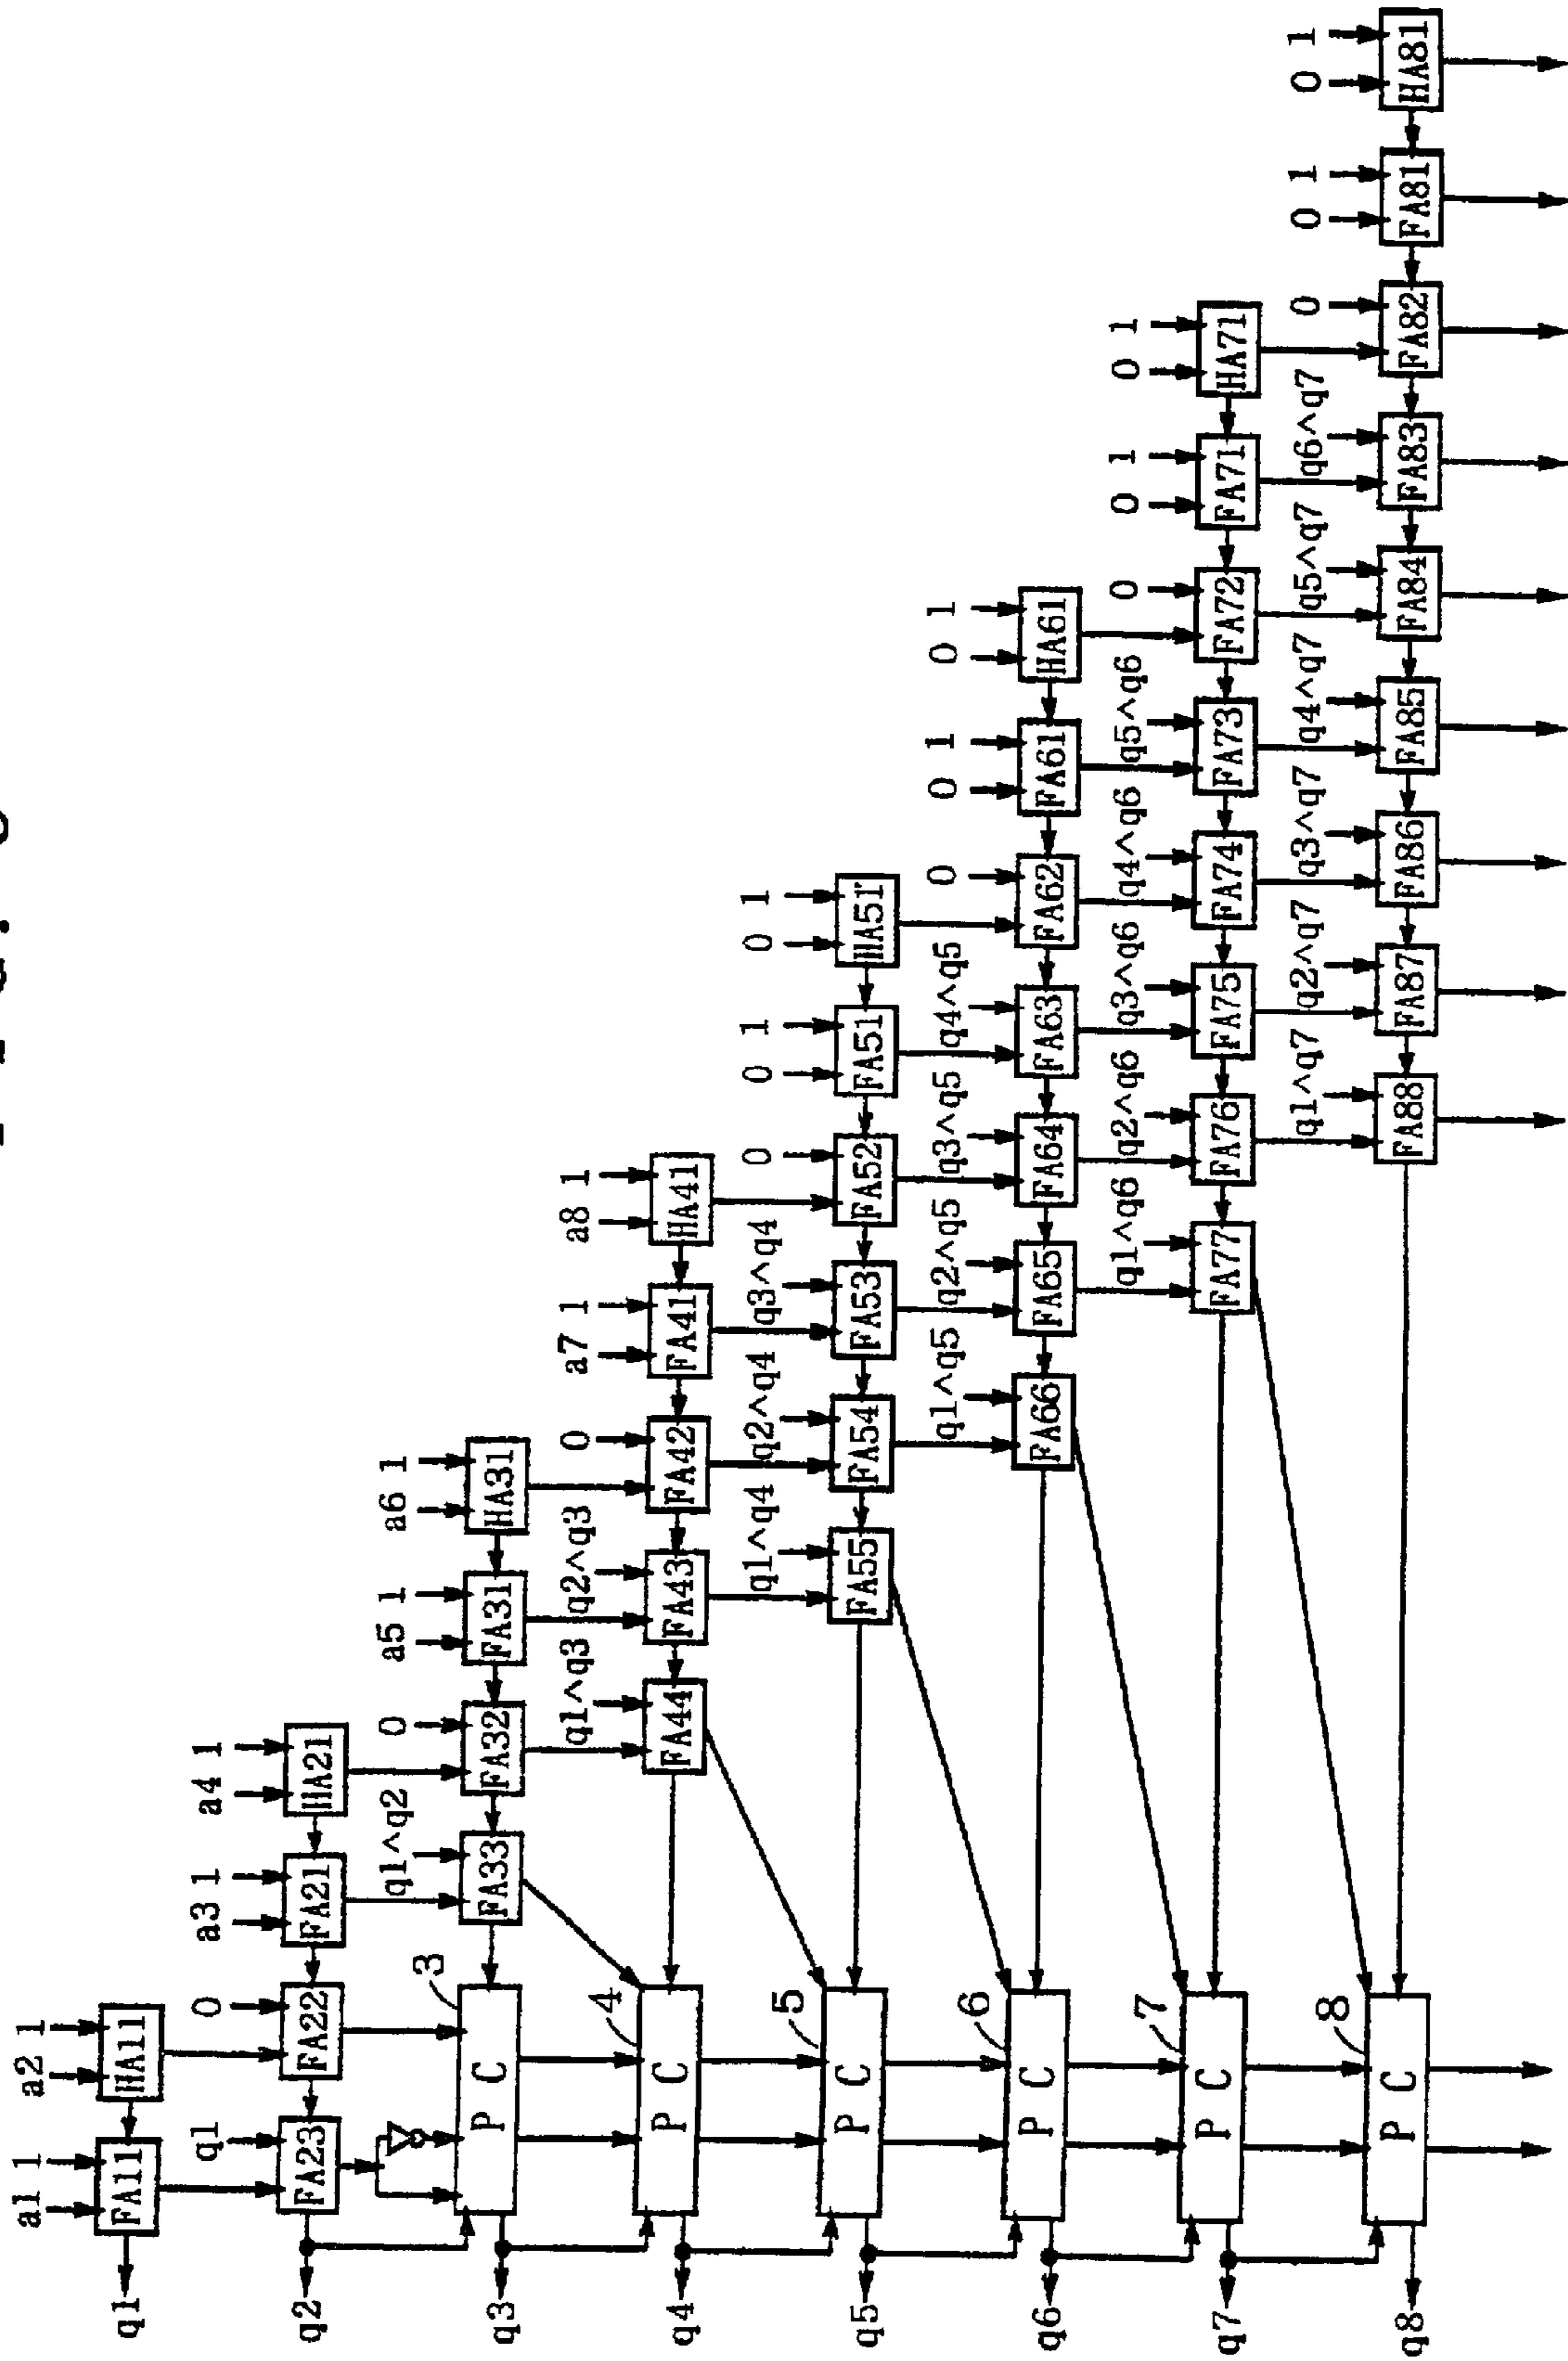 a1 1 a2 1
q1 FA11 HA11
q1 0 a3 1 a4 1
q2 FA23 FA22 FA21 HA21
3 q1^q2 0 a5 1 a6 1
q3 P C FA33 FA32 FA31 HA31
4 q1^q3 q2^q3 0 a7 1 a8 1
q4 P C FA44 FA43 FA42 FA41 HA41
5 q1^q4 q2^q4 q3^q4 0 0 1 0 1
q5 P C FA55 FA54 FA53 FA52 FA51 HA51
6 q1^q5 q2^q5 q3^q5 q4^q5 0 0 1 0 1
q6 P C FA66 FA65 FA64 FA63 FA62 FA61 HA61
7 q1^q6 q2^q6 q3^q6 q4^q6 q5^q6 0 0 1 0 1
q7 P C FA77 FA76 FA75 FA74 FA73 FA72 FA71 HA71
8 q1^q7 q2^q7 q3^q7 q4^q7 q5^q7 q6^q7 0 0 1 0 1
q8 P C FA88 FA87 FA86 FA85 FA84 FA83 FA82 FA81 HA81